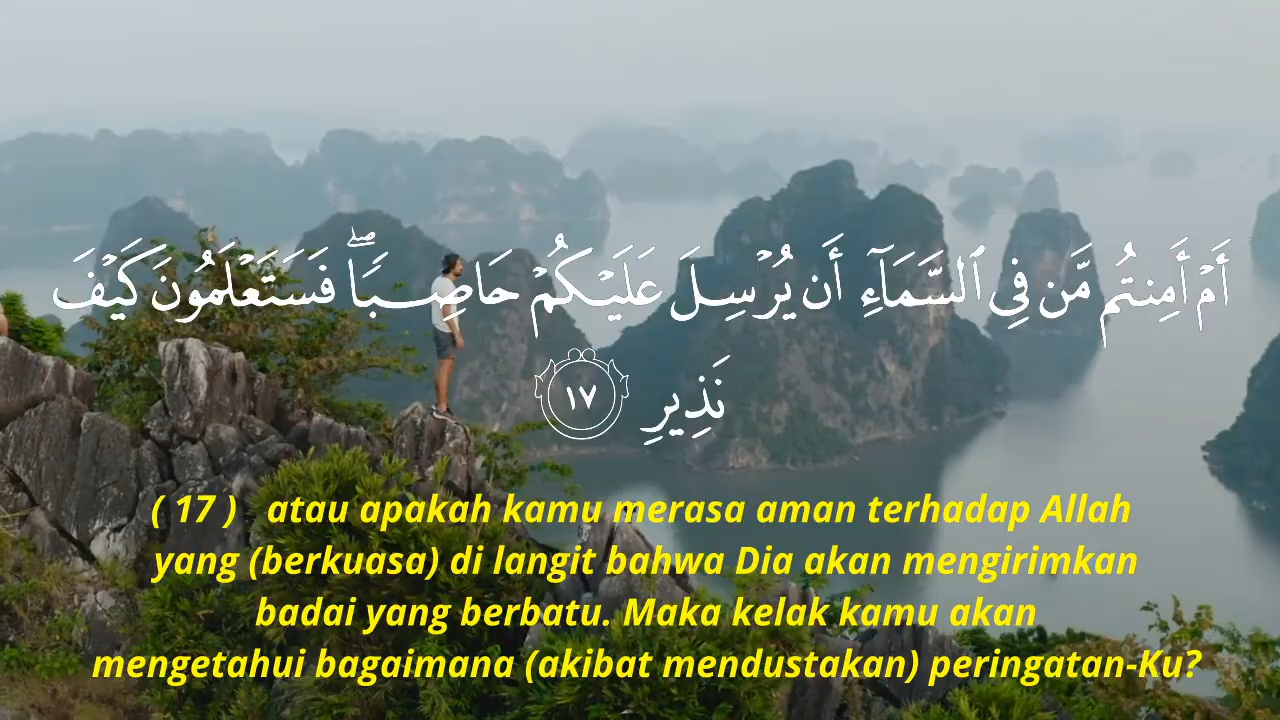 أَمۡ أَمِنتُم مَّن فِي ٱلسَّمَآءِ أَن يُرۡسِلَ عَلَيۡكُمۡ حَاصِبٗاۖ فَسَتَعۡلَمُونَ كَيۡفَ
نَذِيرِ ١٧
( 17 ) atau apakah kamu merasa aman terhadap Allah
yang (berkuasa) di langit bahwa Dia akan mengirimkan
badai yang berbatu. Maka kelak kamu akan
mengetahui bagaimana (akibat mendustakan) peringatan-Ku?